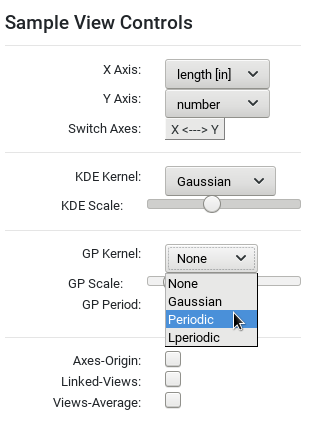 Sample View Controls
X Axis: length [in]
Y Axis: number
Switch Axes: X <---> Y
KDE Kernel: Gaussian
KDE Scale:
GP Kernel: None
GP Scale: None
Gaussian
GP Period: Periodic
Lperiodic
Axes-Origin:
Linked-Views:
Views-Average: